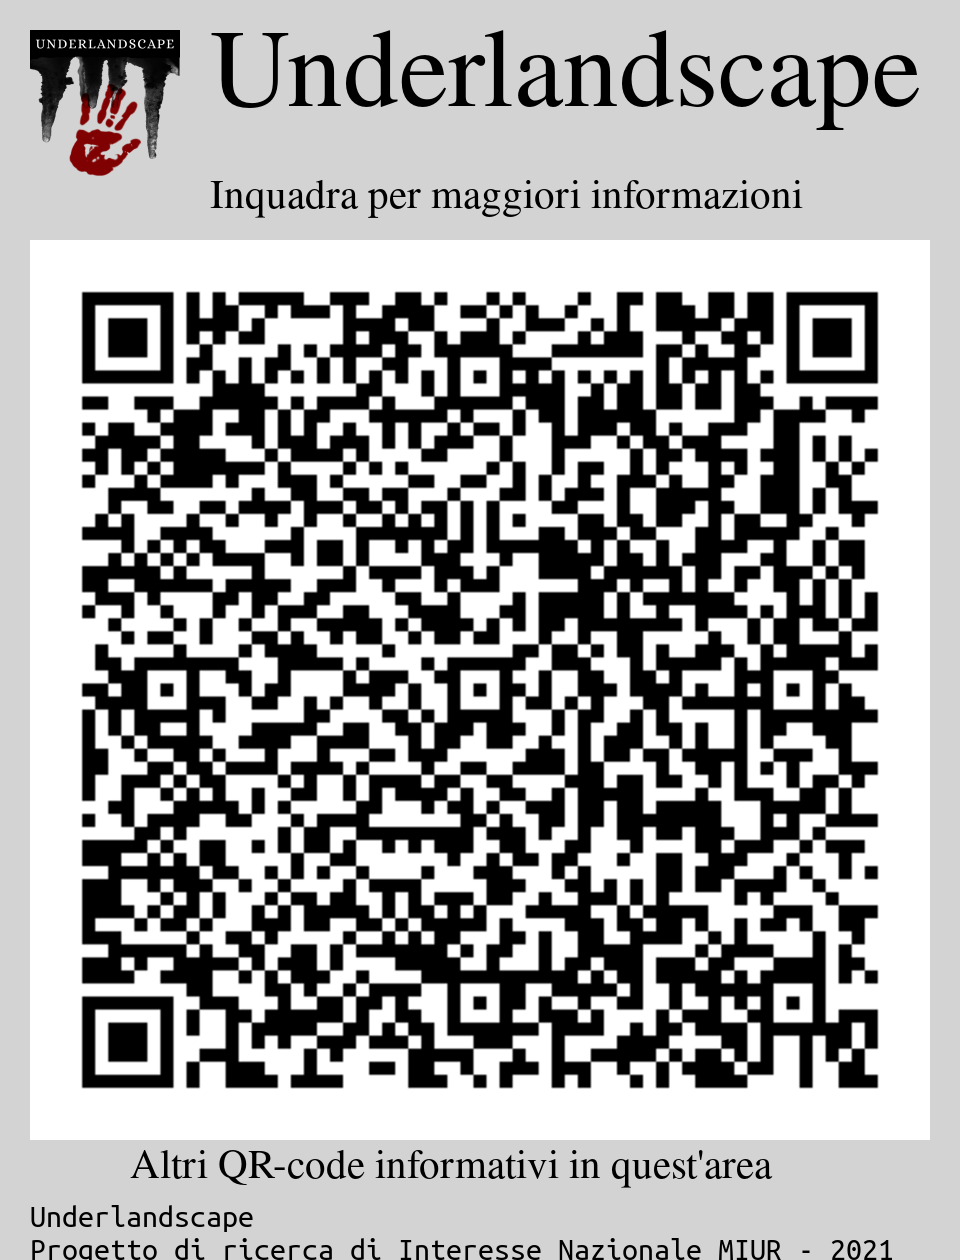 UNDERLANDSCAPE
Underlandscape
Inquadra per maggiori informazioni
Altri QR-code informativi in quest'area
Underlandscape
Progetto di ricerca di Interesse Nazionale MIUR - 2021